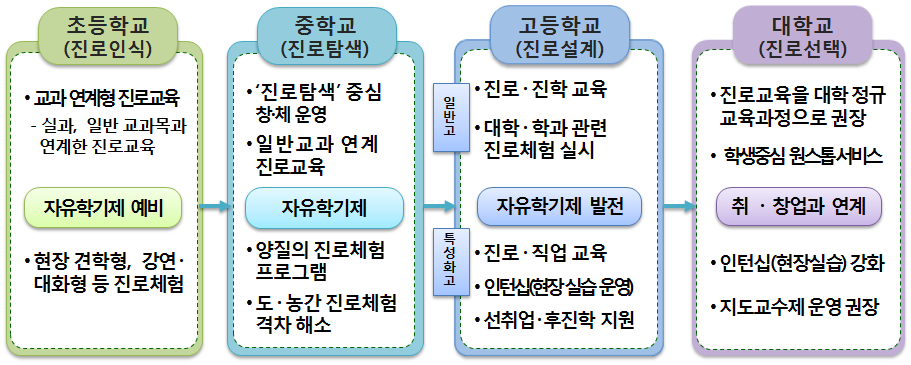 초등학교
(진로인식)
• 교과 연계형 진로교육
- 실과, 일반 교과목과
연계한 진로교육
자유학기제 예비
• 현장 견학형, 강연·
대화형 등 진로체험
중학교
(진로탐색)
• ‘진로탐색’ 중심
창·체 운영
• 일반교과 연계
진로교육
자유학기제
• 양질의 진로체험
프로그램
• 도·농간 진로체험
격차 해소
고등학교
(진로설계)
일반고
• 진로·진학 교육
• 대학·학과 관련
진로체험 실시
자유학기제 발전
특성화고
• 진로·직업 교육
• 인턴십(현장 실습 운영)
• 선취업·후진학 지원
대학교
(진로선택)
• 진로교육을 대학 정규
교육과정으로 권장
• 학생중심 원스톱서비스
취 · 창업과 연계
• 인턴십(현장실습) 강화
• 지도교수제 운영 권장